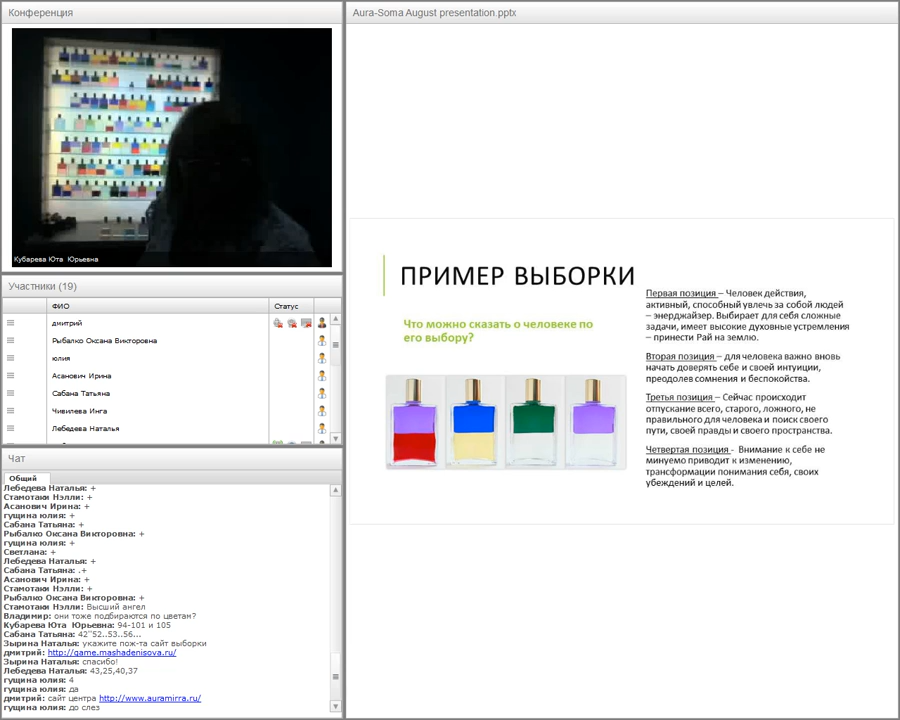 Конференция
Кубарева Юта Юрьевна
Участники (19)
ФИО
Статус
дмитрий
Рыбалко Оксана Викторовна
юлия
Асанович Ирина
Сабана Татьяна
Чивилева Инга
Лебедева Наталья
Чат
Общий
Лебедева Наталья: +
Стамотаки Нэлли: +
Асанович Ирина: +
гущина юлия: +
Сабана Татьяна: +
Рыбалко Оксана Викторовна: +
гущина юлия: +
Светлана: +
Лебедева Наталья: +
Сабана Татьяна: .+
Асанович Ирина: +
Стамотаки Нэлли: +
Рыбалко Оксана Викторовна: +
Стамотаки Нэлли: Высший ангел
Владимир: они тоже подбираются по цветам?
Кубарева Юта Юрьевна: 94-101 и 105
Сабана Татьяна: 42"52..53..56...
Зырина Наталья: укажите пож-та сайт выборки
дмитрий: http://game.mashadenisova.ru/
Зырина Наталья: спасибо!
Лебедева Наталья: 43,25,40,37
гущина юлия: 4
гущина юлия: да
дмитрий: сайт центра http://www.auramirra.ru/
гущина юлия: до слез
Aura-Soma August presentation.pptx
ПРИМЕР ВЫБОРКИ
Что можно сказать о человеке по
его выбору?
Первая позиция – Человек действия,
активный, способный увлечь за собой людей
– энерджайзер. Выбирает для себя сложные
задачи, имеет высокие духовные устремления
– принести Рай на землю.
Вторая позиция – для человека важно вновь
начать доверять себе и своей интуиции,
преодолев сомнения и беспокойства.
Третья позиция – Сейчас происходит
отпускание всего, старого, ложного, не
правильного для человека и поиск своего
пути, своей правды и своего пространства.
Четвертая позиция - Внимание к себе не
минуемо приводит к изменению,
трансформации понимания себя, своих
убеждений и целей.